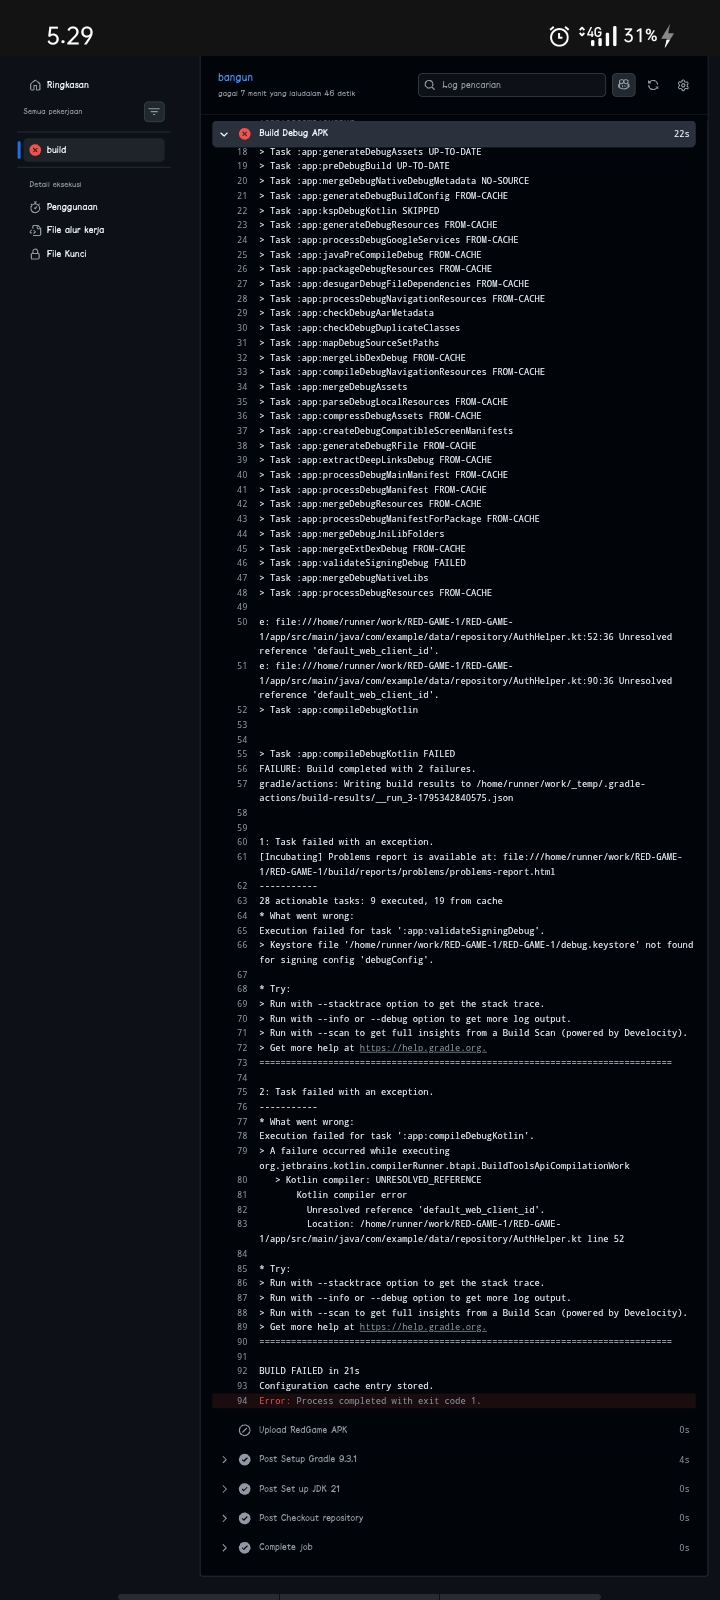 5.29
4G 31%
Ringkasan
Semua pekerjaan
build
Detail eksekusi
Penggunaan
File alur kerja
File Kunci
bangun
gagal 7 menit yang laludalam 46 detik
Log pencarian
Build Debug APK 22s
18 > Task :app:generateDebugAssets UP-TO-DATE
19 > Task :app:preDebugBuild UP-TO-DATE
20 > Task :app:mergeDebugNativeDebugMetadata NO-SOURCE
21 > Task :app:generateDebugBuildConfig FROM-CACHE
22 > Task :app:kspDebugKotlin SKIPPED
23 > Task :app:generateDebugResources FROM-CACHE
24 > Task :app:processDebugGoogleServices FROM-CACHE
25 > Task :app:javaPreCompileDebug FROM-CACHE
26 > Task :app:packageDebugResources FROM-CACHE
27 > Task :app:desugarDebugFileDependencies FROM-CACHE
28 > Task :app:processDebugNavigationResources FROM-CACHE
29 > Task :app:checkDebugAarMetadata
30 > Task :app:checkDebugDuplicateClasses
31 > Task :app:mapDebugSourceSetPaths
32 > Task :app:mergeLibDexDebug FROM-CACHE
33 > Task :app:compileDebugNavigationResources FROM-CACHE
34 > Task :app:mergeDebugAssets
35 > Task :app:parseDebugLocalResources FROM-CACHE
36 > Task :app:compressDebugAssets FROM-CACHE
37 > Task :app:createDebugCompatibleScreenManifests
38 > Task :app:generateDebugRFile FROM-CACHE
39 > Task :app:extractDeepLinksDebug FROM-CACHE
40 > Task :app:processDebugMainManifest FROM-CACHE
41 > Task :app:processDebugManifest FROM-CACHE
42 > Task :app:mergeDebugResources FROM-CACHE
43 > Task :app:processDebugManifestForPackage FROM-CACHE
44 > Task :app:mergeDebugJniLibFolders
45 > Task :app:mergeExtDexDebug FROM-CACHE
46 > Task :app:validateSigningDebug FAILED
47 > Task :app:mergeDebugNativeLibs
48 > Task :app:processDebugResources FROM-CACHE
49
50 e: file:///home/runner/work/RED-GAME-1/RED-GAME-
1/app/src/main/java/com/example/data/repository/AuthHelper.kt:52:36 Unresolved
reference 'default_web_client_id'.
51 e: file:///home/runner/work/RED-GAME-1/RED-GAME-
1/app/src/main/java/com/example/data/repository/AuthHelper.kt:90:36 Unresolved
reference 'default_web_client_id'.
52 > Task :app:compileDebugKotlin
53
54
55 > Task :app:compileDebugKotlin FAILED
56 FAILURE: Build completed with 2 failures.
57 gradle/actions: Writing build results to /home/runner/work/_temp/.gradle-
actions/build-results/__run_3-1795342840575.json
58
59
60 1: Task failed with an exception.
61 [Incubating] Problems report is available at: file:///home/runner/work/RED-GAME-
1/RED-GAME-1/build/reports/problems/problems-report.html
62 -----------
63 28 actionable tasks: 9 executed, 19 from cache
64 * What went wrong:
65 Execution failed for task ':app:validateSigningDebug'.
66 > Keystore file '/home/runner/work/RED-GAME-1/RED-GAME-1/debug.keystore' not found
for signing config 'debugConfig'.
67
68 * Try:
69 > Run with --stacktrace option to get the stack trace.
70 > Run with --info or --debug option to get more log output.
71 > Run with --scan to get full insights from a Build Scan (powered by Develocity).
72 > Get more help at https://help.gradle.org.
73 ==============================================================================
74
75 2: Task failed with an exception.
76 -----------
77 * What went wrong:
78 Execution failed for task ':app:compileDebugKotlin'.
79 > A failure occurred while executing
org.jetbrains.kotlin.compilerRunner.btapi.BuildToolsApiCompilationWork
80 > Kotlin compiler: UNRESOLVED_REFERENCE
81 Kotlin compiler error
82 Unresolved reference 'default_web_client_id'.
83 Location: /home/runner/work/RED-GAME-1/RED-GAME-
1/app/src/main/java/com/example/data/repository/AuthHelper.kt line 52
84
85 * Try:
86 > Run with --stacktrace option to get the stack trace.
87 > Run with --info or --debug option to get more log output.
88 > Run with --scan to get full insights from a Build Scan (powered by Develocity).
89 > Get more help at https://help.gradle.org.
90 ==============================================================================
91
92 BUILD FAILED in 21s
93 Configuration cache entry stored.
94 Error: Process completed with exit code 1.
Upload RedGame APK 0s
Post Setup Gradle 9.3.1 4s
Post Set up JDK 21 0s
Post Checkout repository 0s
Complete job 0s